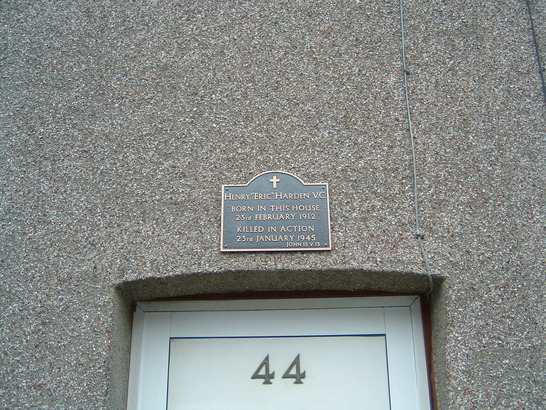 HENRY "ERIC" HARDEN V.C.
BORN IN THIS HOUSE
23RD FEBRUARY 1912
KILLED IN ACTION
23RD JANUARY 1945
JOHN 15 V 13
44